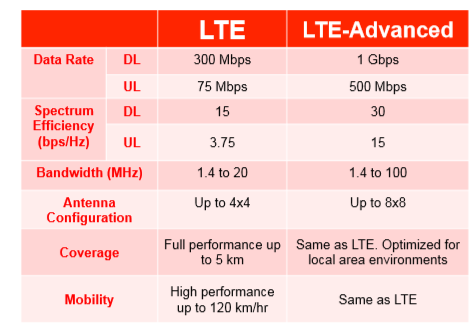 LTE LTE-Advanced
Data Rate DL 300 Mbps 1 Gbps
UL 75 Mbps 500 Mbps
Spectrum
Efficiency
(bps/Hz)
DL 15 30
UL 3.75 15
Bandwidth (MHz) 1.4 to 20 1.4 to 100
Antenna
Configuration
Up to 4x4 Up to 8x8
Coverage
Full performance up
to 5 km
Same as LTE. Optimized for
local area environments
Mobility
High performance
up to 120 km/hr
Same as LTE